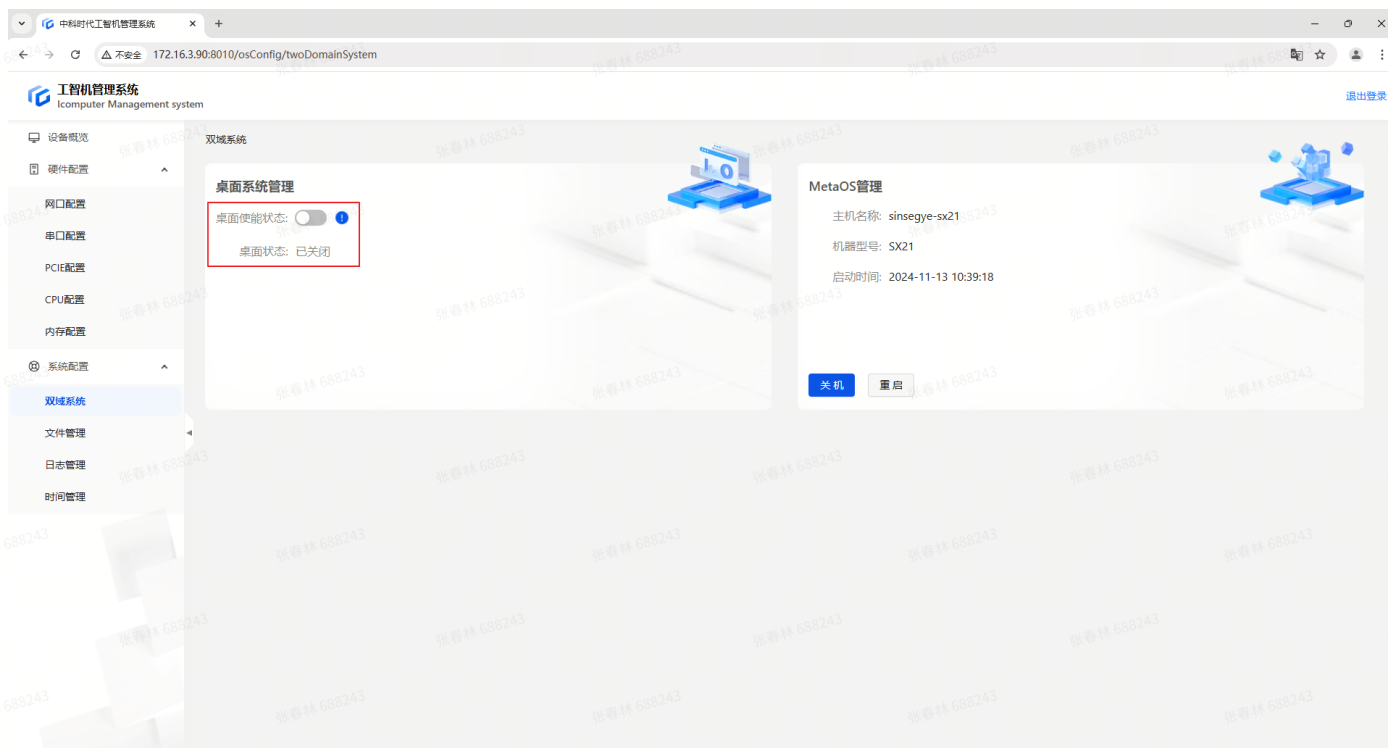 中科时代工智机管理系统
不安全 172.16.3.90:8010/osConfig/twoDomainSystem
工智机管理系统
Icomputer Management system
退出登录
设备概览
硬件配置
网口配置
串口配置
PCIE配置
CPU配置
内存配置
系统配置
双域系统
文件管理
日志管理
时间管理
双域系统
桌面系统管理
桌面使能状态:
桌面状态: 已关闭
MetaOS管理
主机名称: sinsegye-sx21
机器型号: SX21
启动时间: 2024-11-13 10:39:18
关 机
重 启
张春林 688243